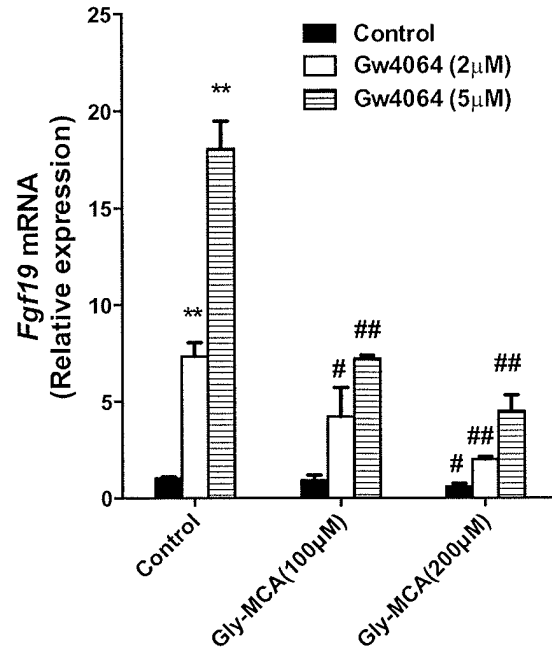 Fgf19 mRNA
(Relative expression)
25
20
15
10
5
0
Control
Gw4064 (2μM)
Gw4064 (5μM)
**
**
#
##
#
##
##
Control
Gly-MCA(100μM)
Gly-MCA(200μM)